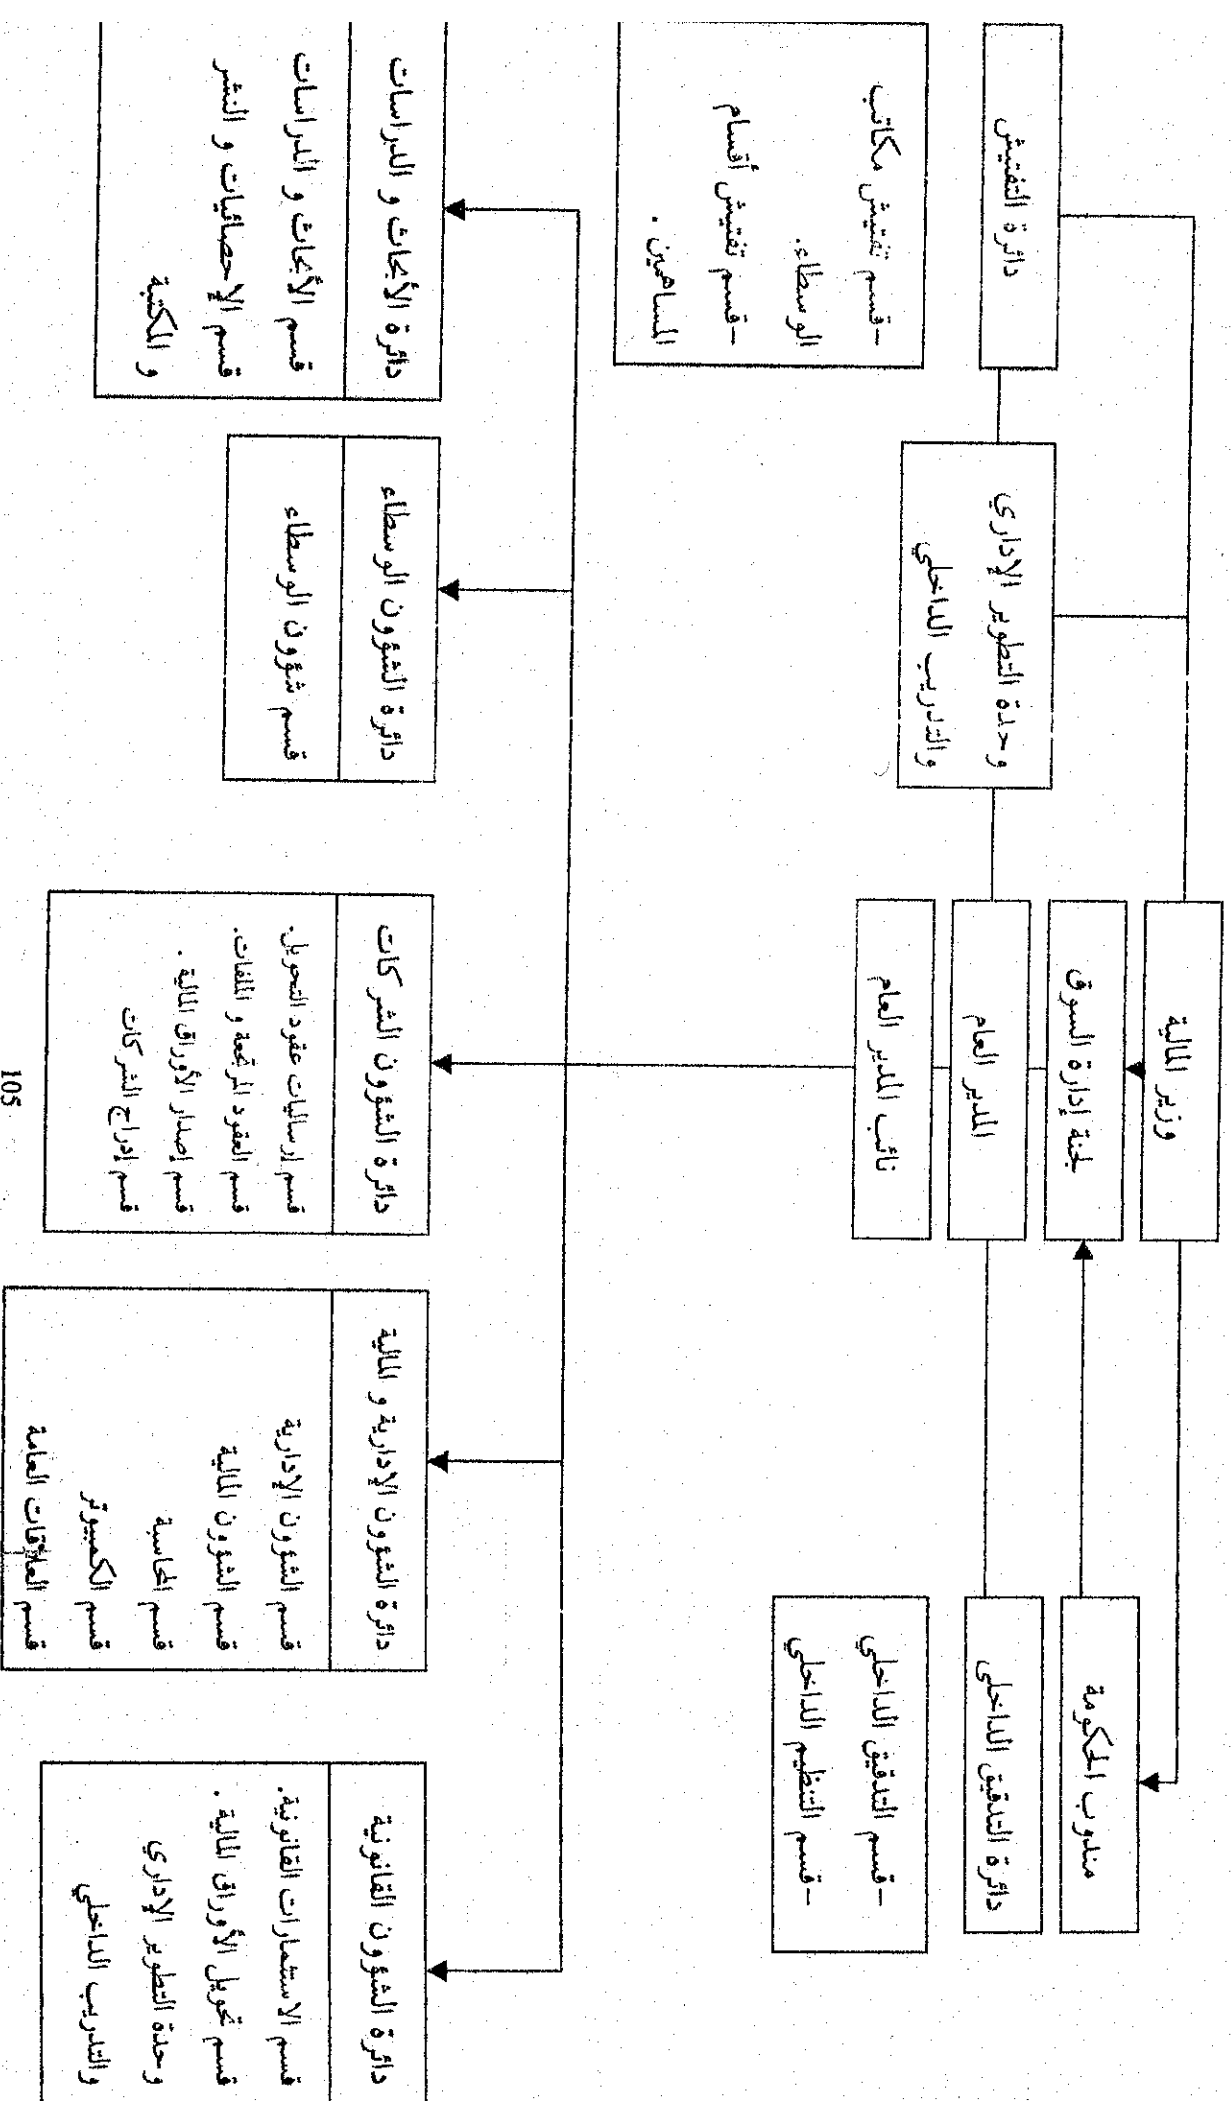 وزير المالية
لجنة إدارة السوق
مندوب الحكومة
دائرة التفتيش
المدير العام
دائرة التدقيق الداخلي
وحدة التطوير الإداري
والتدريب الداخلي
نائب المدير العام
-قسم تفتيش مكاتب
الوسطاء.
-قسم تفتيش أقسام
المساهمين.
-قسم التدقيق الداخلي
-قسم التنظيم الداخلي
دائرة الأبحاث و الدراسات
قسم الأبحاث و الدراسات
قسم الإحصائيات و النشر
و المكتبة
دائرة الشؤون الوسطاء
قسم شؤون الوسطاء
دائرة الشؤون الشركات
قسم إرساليات عقود التحويل.
قسم العقود المرتجعة و الملفات.
قسم إصدار الأوراق المالية .
قسم إدراج الشركات
دائرة الشؤون الإدارية و المالية
قسم الشؤون الإدارية
قسم الشؤون المالية
قسم المحاسبة
قسم الكمبيوتر
قسم العلاقات العامة
دائرة الشؤون القانونية
قسم الاستثمارات القانونية.
قسم تحويل الأوراق المالية .
وحدة التطوير الإداري
والتدريب الداخلي
105